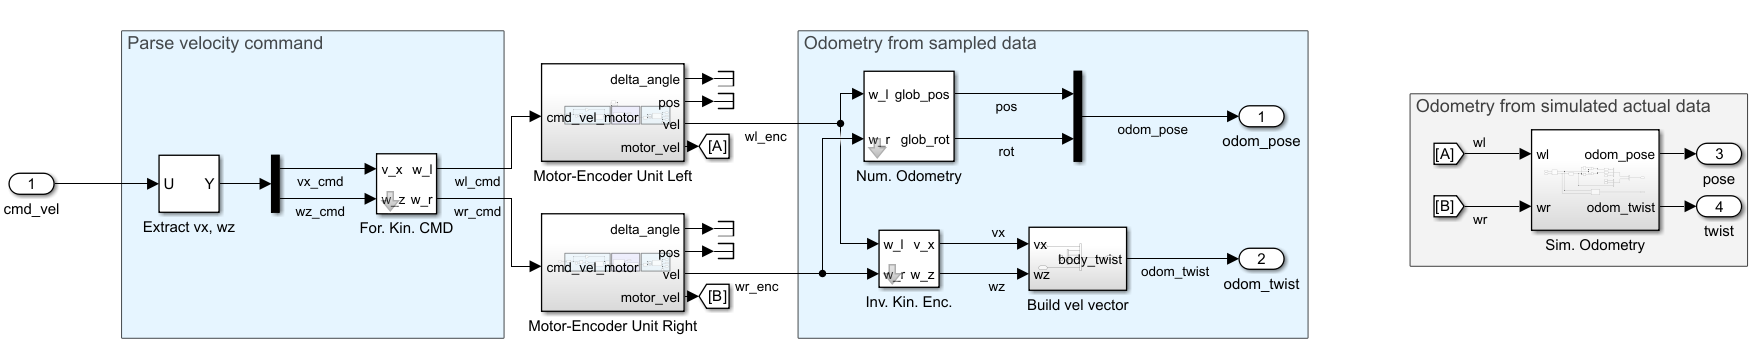 Parse velocity command
1
cmd_vel
U Y
Extract vx, wz
vx_cmd
wz_cmd
v_x w_l
w_z w_r
For. Kin. CMD
wl_cmd
wr_cmd
delta_angle
pos
cmd_vel_motor
vel
motor_vel
Motor-Encoder Unit Left
[A]
wl_enc
delta_angle
pos
cmd_vel_motor
vel
motor_vel
Motor-Encoder Unit Right
[B]
wr_enc
Odometry from sampled data
w_l glob_pos
w_r glob_rot
Num. Odometry
pos
rot
odom_pose
1
odom_pose
w_l v_x
w_r w_z
Inv. Kin. Enc.
vx
wz
vx
body_twist
wz
Build vel vector
odom_twist
2
odom_twist
Odometry from simulated actual data
[A]
wl
[B]
wr
wl odom_pose
wr odom_twist
Sim. Odometry
3
pose
4
twist